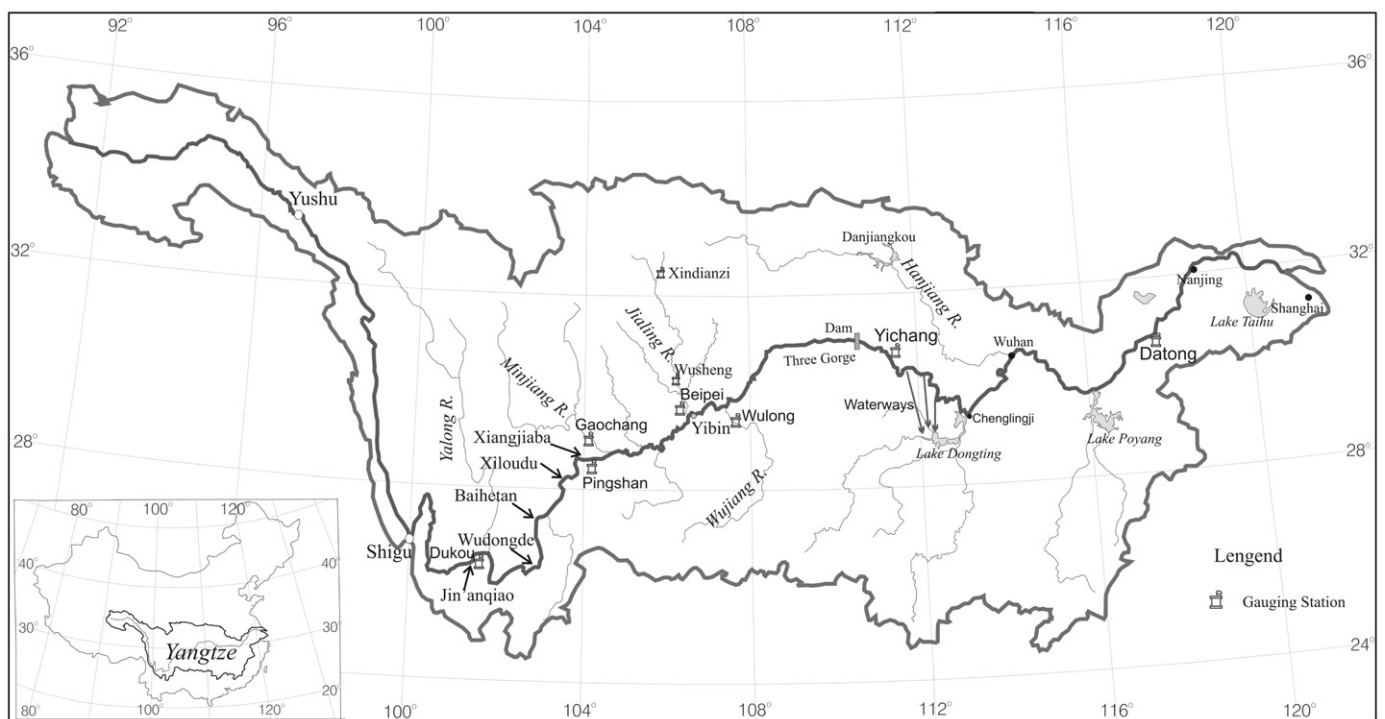 92°
96°
100°
104°
108°
112°
116°
120°
36°
36°
Yushu
32°
32°
Danjiangkou
Xindianzi
Hanjiang R.
Nanjing
Shanghai
Lake Taihu
Jialing R.
Dam
Yichang
Wuhan
Three Gorge
Datong
Minjiang R.
Wusheng
Beipei
Waterways
Yalong R.
Gaochang
Yibin
Wulong
Chenglingji
Xiangjiaba
Lake Dongting
Lake Poyang
28°
28°
Xiloudu
Pingshan
Baihetan
Wujiang R.
Shigu
Dukou
Wudongde
Jin anqiao
Lengend
Gauging Station
80°
100°
120°
40°
40°
30°
30°
Yangtze
20°
80°
100°
120°
24°
100°
104°
108°
112°
116°
120°